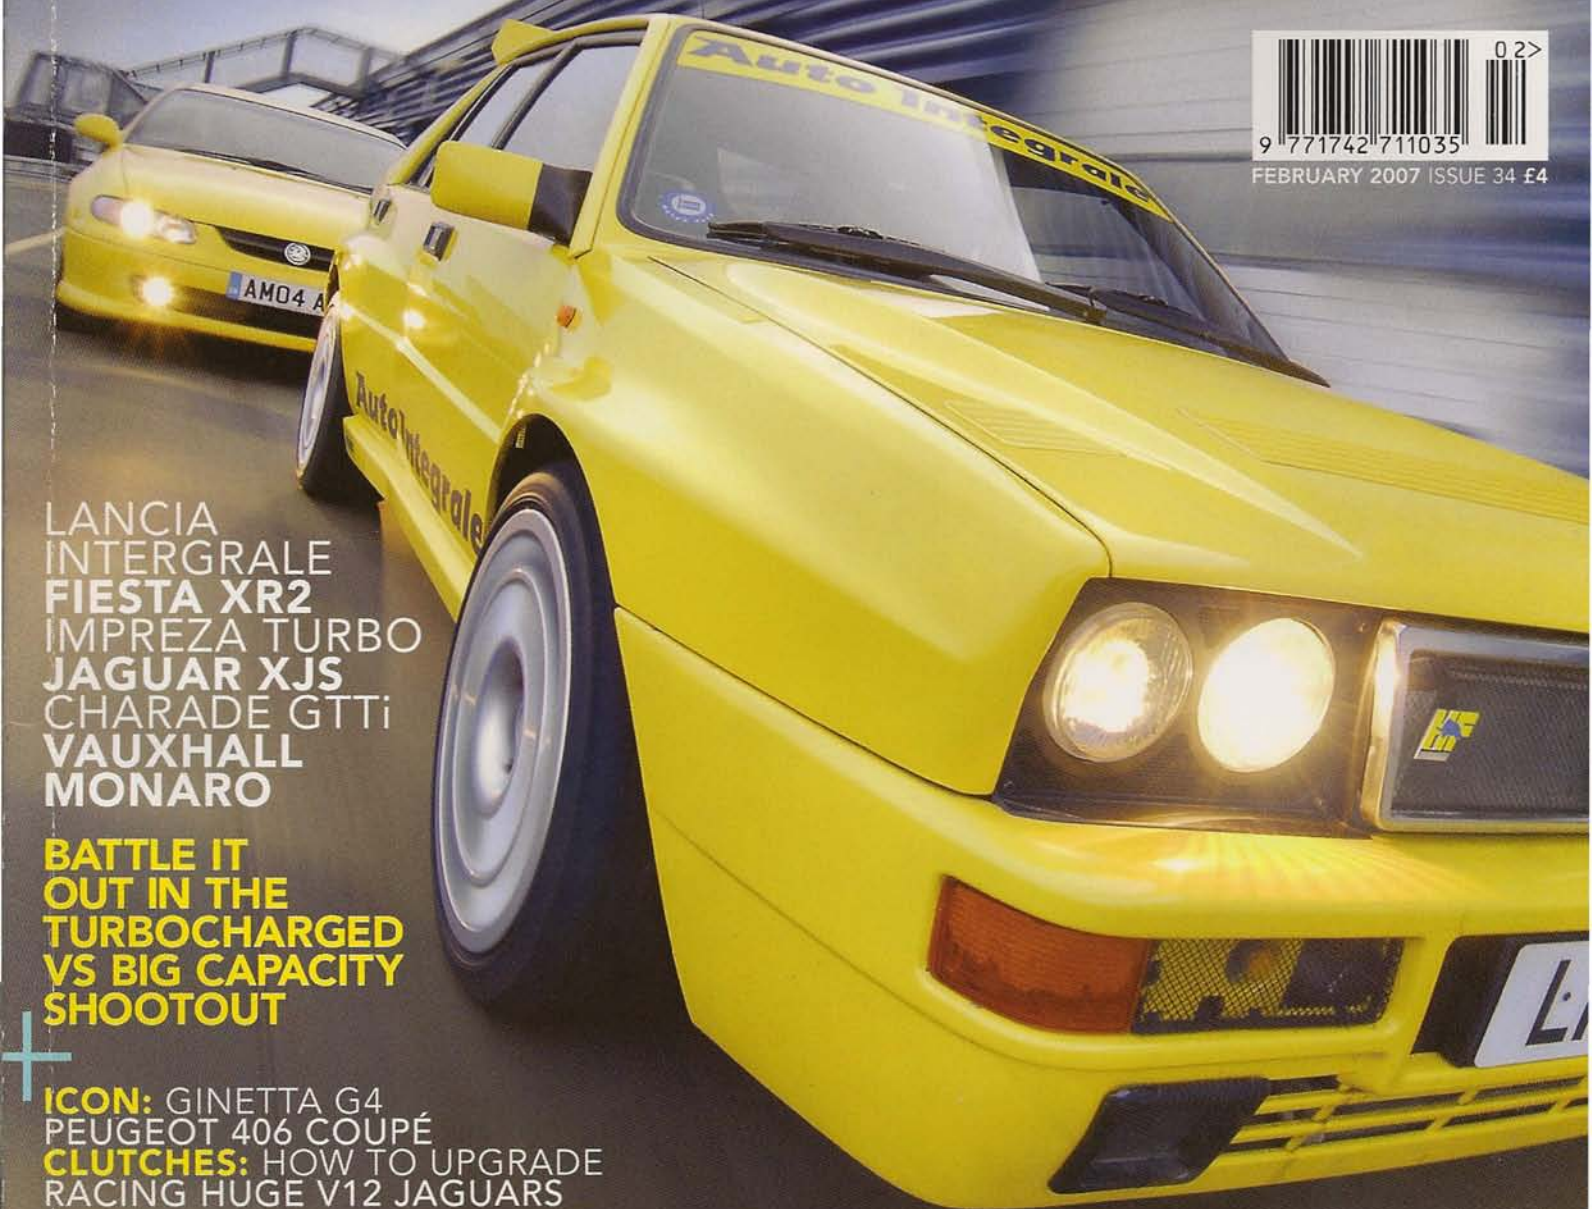 Auto Integrale
02>
9 771742 711035
FEBRUARY 2007 ISSUE 34 £4
AM04 A
Auto Integrale
LANCIA
INTERGRALE
FIESTA XR2
IMPREZA TURBO
JAGUAR XJS
CHARADE GTTi
VAUXHALL
MONARO
HF
BATTLE IT
OUT IN THE
TURBOCHARGED
VS BIG CAPACITY
SHOOTOUT
ICON: GINETTA G4
PEUGEOT 406 COUPÉ
CLUTCHES: HOW TO UPGRADE
RACING HUGE V12 JAGUARS